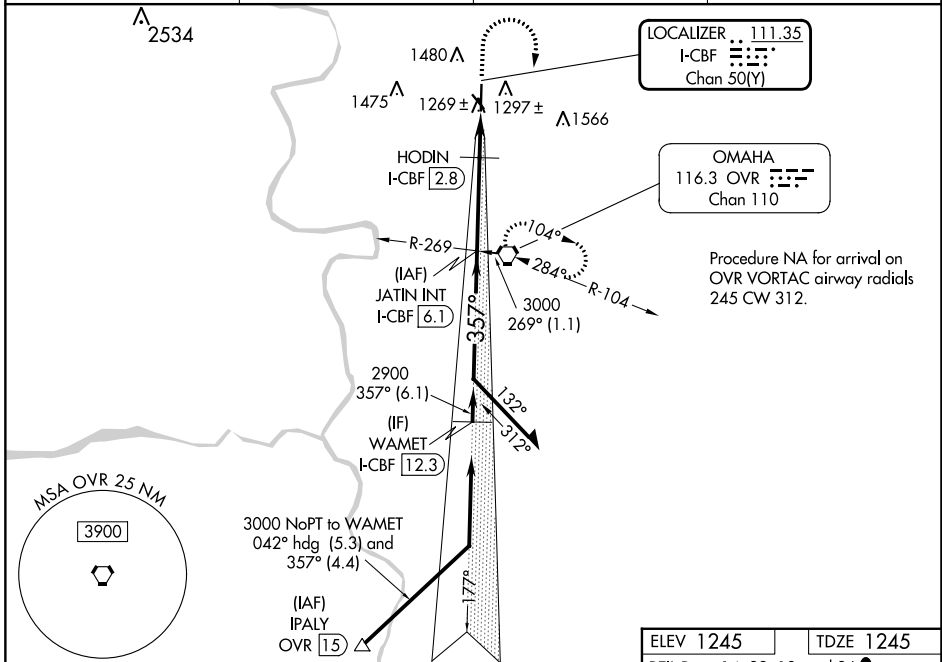 2534
1480
1475
1269 ±
1297 ±
1566
LOCALIZER 111.35
I-CBF
Chan 50(Y)
HODIN
I-CBF 2.8
OMAHA
116.3 OVR
Chan 110
R-269
104°
284°
R-104
(IAF)
JATIN INT
I-CBF 6.1
357°
3000
269° (1.1)
Procedure NA for arrival on
OVR VORTAC airway radials
245 CW 312.
2900
357° (6.1)
132°
312°
(IF)
WAMET
I-CBF 12.3
MSA OVR 25 NM
3900
3000 NoPT to WAMET
042° hdg (5.3) and
357° (4.4)
177°
(IAF)
IPALY
OVR 15
ELEV 1245
TDZE 1245